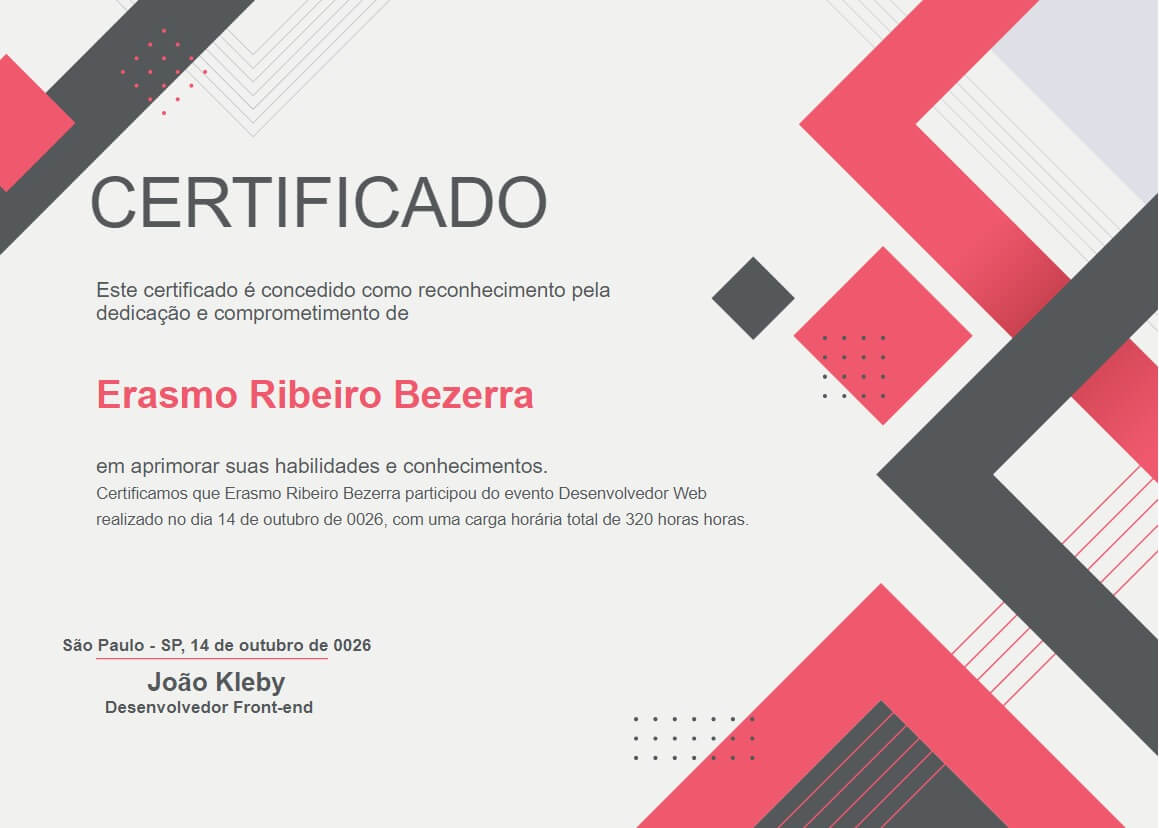 CERTIFICADO
Este certificado é concedido como reconhecimento pela
dedicação e comprometimento de
Erasmo Ribeiro Bezerra
em aprimorar suas habilidades e conhecimentos.
Certificamos que Erasmo Ribeiro Bezerra participou do evento Desenvolvedor Web
realizado no dia 14 de outubro de 0026, com uma carga horária total de 320 horas horas.
São Paulo - SP, 14 de outubro de 0026
João Kleby
Desenvolvedor Front-end